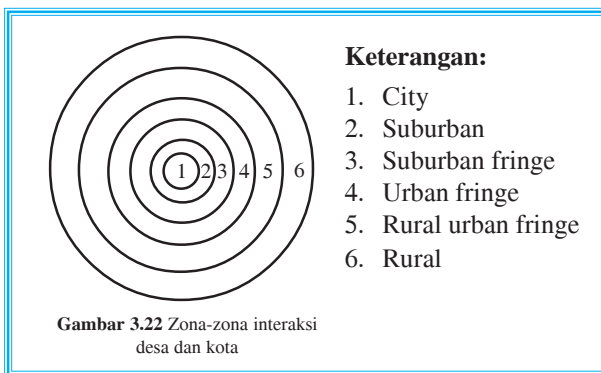 1 2 3 4 5 6
Gambar 3.22 Zona-zona interaksi
desa dan kota
Keterangan:
1. City
2. Suburban
3. Suburban fringe
4. Urban fringe
5. Rural urban fringe
6. Rural